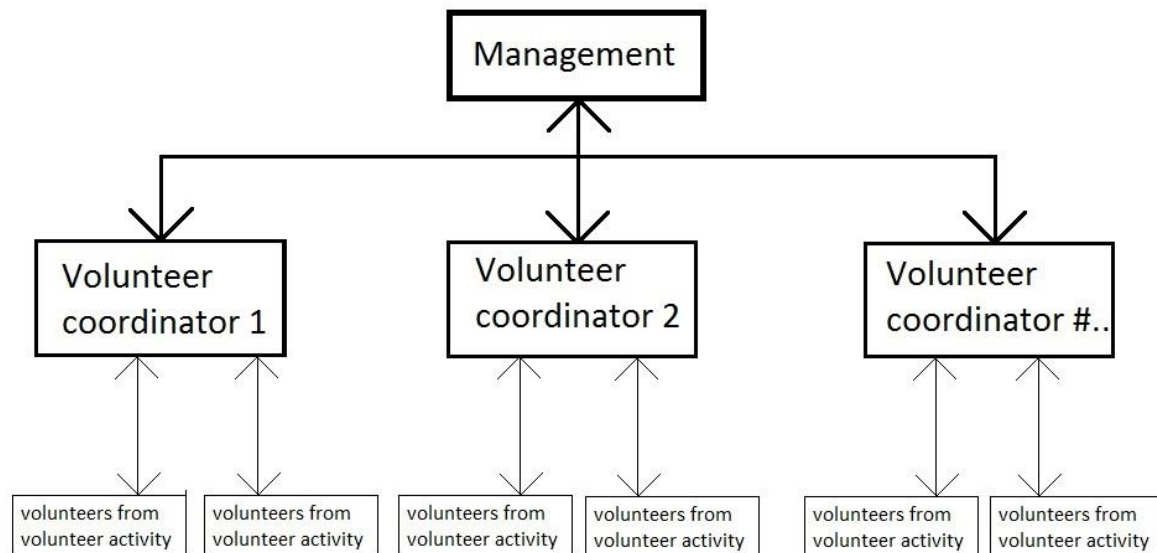 Management
Volunteer
coordinator 1
Volunteer
coordinator 2
Volunteer
coordinator #..
volunteers from
volunteer activity
volunteers from
volunteer activity
volunteers from
volunteer activity
volunteers from
volunteer activity
volunteers from
volunteer activity
volunteers from
volunteer activity